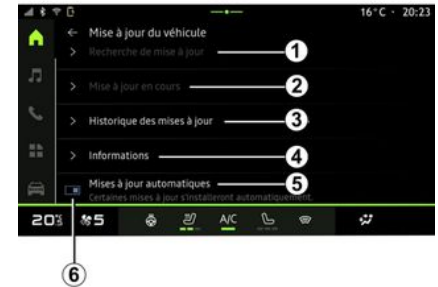 16°C · 20:23
Mise à jour du véhicule
Recherche de mise à jour
1
Mise à jour en cours
2
Historique des mises à jour
3
Informations
4
Mises à jour automatiques
5
Certaines mises à jour s'installeront automatiquement.
20°
5
A/C
6